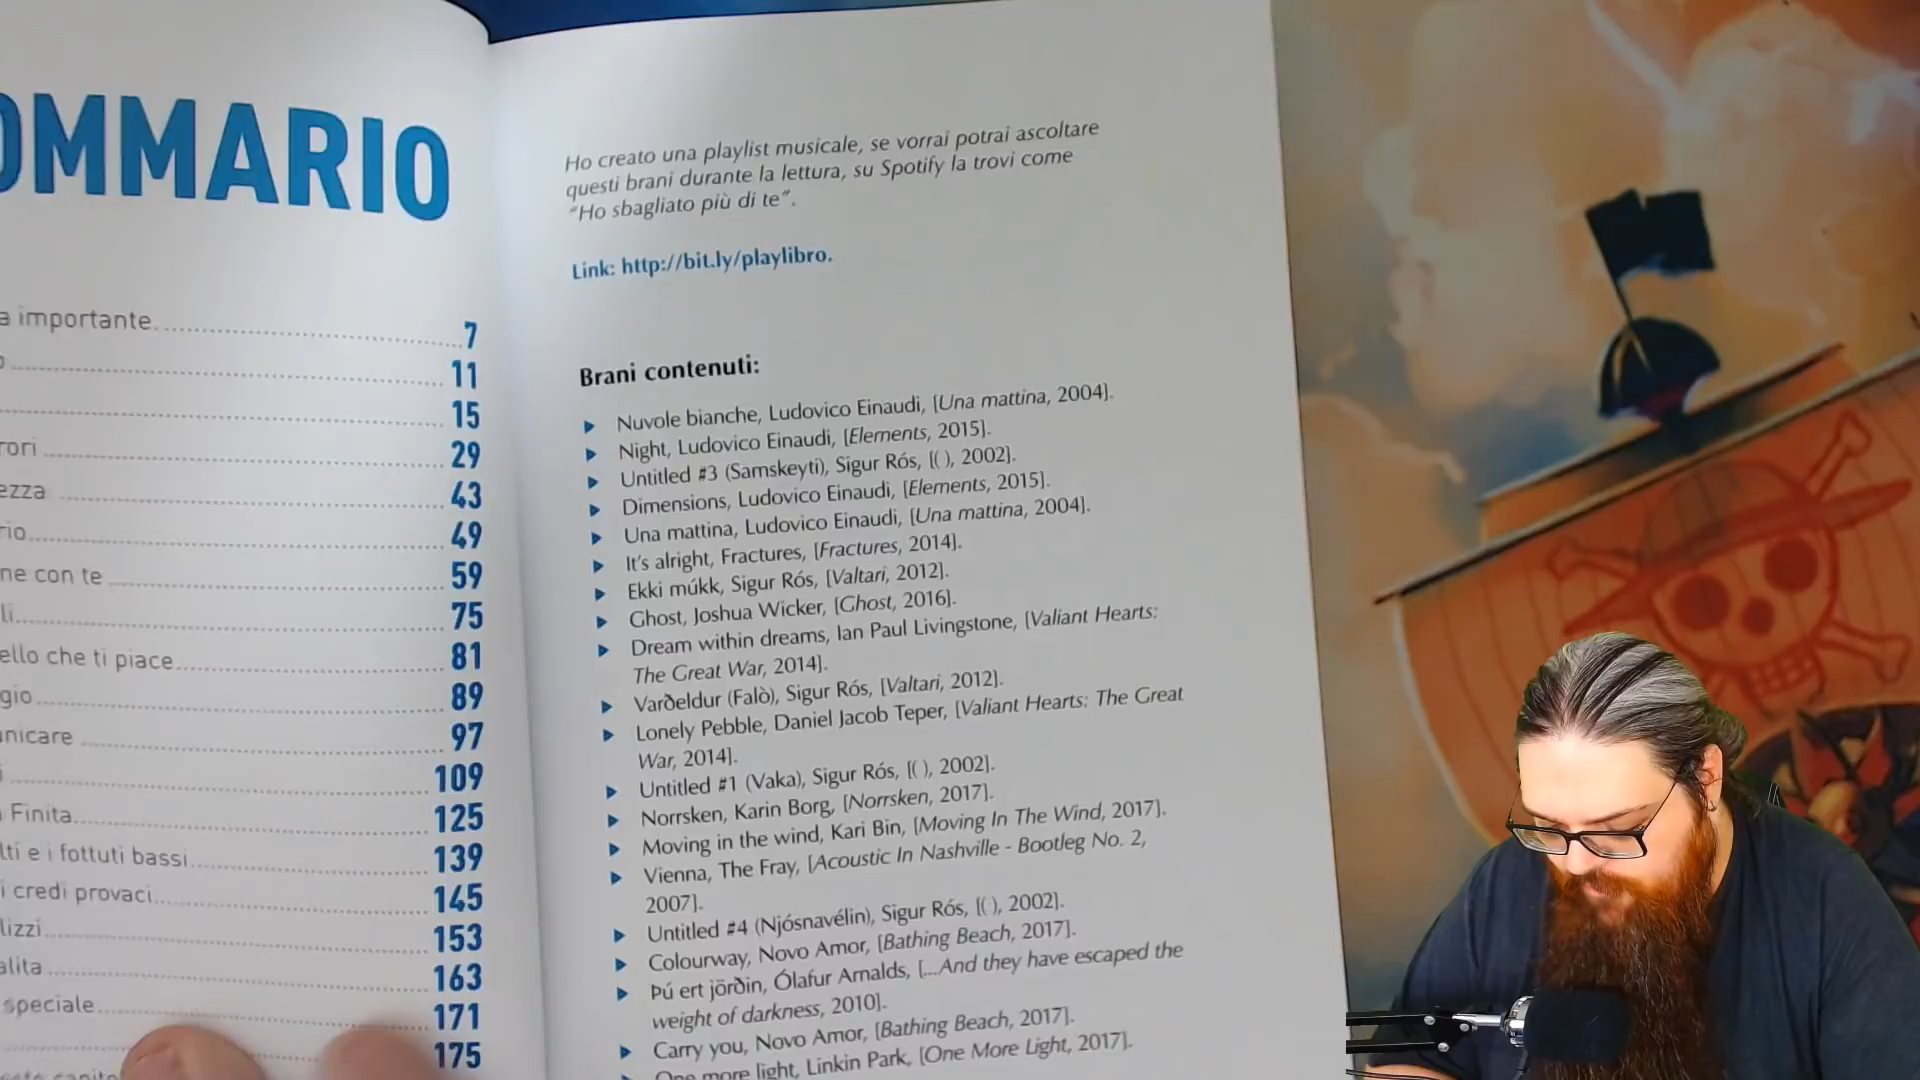 OMMARIO
a importante 7
11
15
rori 29
ezza 43
rio 49
ne con te 59
li 75
ello che ti piace 81
gio 89
unicare 97
i 109
Finita 125
lti e i fottuti bassi 139
i credi provaci 145
lizzi 153
alita 163
speciale 171
175
Ho creato una playlist musicale, se vorrai potrai ascoltare
questi brani durante la lettura, su Spotify la trovi come
“Ho sbagliato più di te”.
Link: http://bit.ly/playlibro.
Brani contenuti:
Nuvole bianche, Ludovico Einaudi, [Una mattina, 2004].
Night, Ludovico Einaudi, [Elements, 2015].
Untitled #3 (Samskeyti), Sigur Rós, [( ), 2002].
Dimensions, Ludovico Einaudi, [Elements, 2015].
Una mattina, Ludovico Einaudi, [Una mattina, 2004].
It’s alright, Fractures, [Fractures, 2014].
Ekki múkk, Sigur Rós, [Valtari, 2012].
Ghost, Joshua Wicker, [Ghost, 2016].
Dream within dreams, Ian Paul Livingstone, [Valiant Hearts:
The Great War, 2014].
Varðeldur (Falò), Sigur Rós, [Valtari, 2012].
Lonely Pebble, Daniel Jacob Teper, [Valiant Hearts: The Great
War, 2014].
Untitled #1 (Vaka), Sigur Rós, [( ), 2002].
Norrsken, Karin Borg, [Norrsken, 2017].
Moving in the wind, Kari Bin, [Moving In The Wind, 2017].
Vienna, The Fray, [Acoustic In Nashville - Bootleg No. 2,
2007].
Untitled #4 (Njósnavélin), Sigur Rós, [( ), 2002].
Colourway, Novo Amor, [Bathing Beach, 2017].
Þú ert jörðin, Ólafur Arnalds, [...And they have escaped the
weight of darkness, 2010].
Carry you, Novo Amor, [Bathing Beach, 2017].
One more light, Linkin Park, [One More Light, 2017].